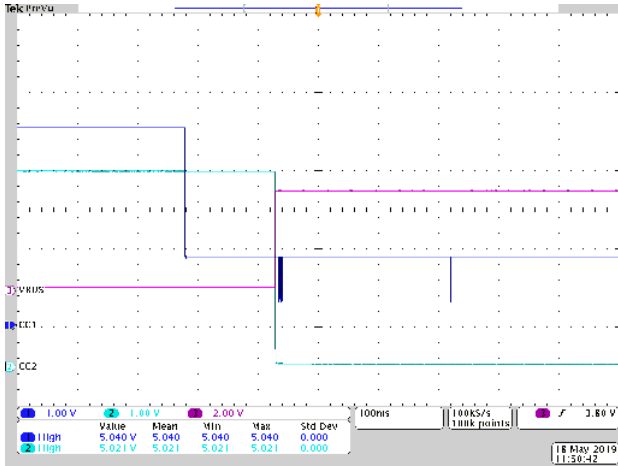 Tek PreVu
3 VBUS
1 CC1
2 CC2
1 1.00 V 2 1.00 V 3 2.00 V 100ms 100kS/s 3 3.80 V
100k points
Value Mean Min Max Std Dev
1 High 5.040 V 5.040 5.040 5.040 0.000
2 High 5.021 V 5.021 5.021 5.021 0.000
18 May 2019
11:50:42